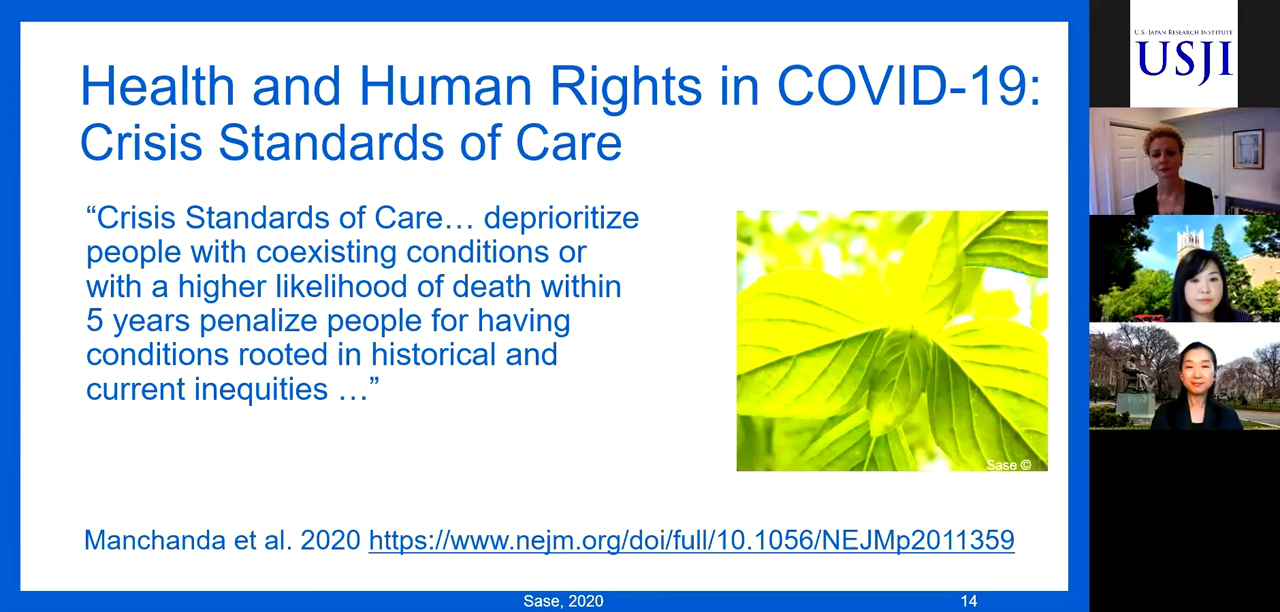 Health and Human Rights in COVID-19:
Crisis Standards of Care
“Crisis Standards of Care… deprioritize
people with coexisting conditions or
with a higher likelihood of death within
5 years penalize people for having
conditions rooted in historical and
current inequities …”
Sase ©
Manchanda et al. 2020 https://www.nejm.org/doi/full/10.1056/NEJMp2011359
Sase, 2020
14
U.S. JAPAN RESEARCH INSTITUTE
USJI